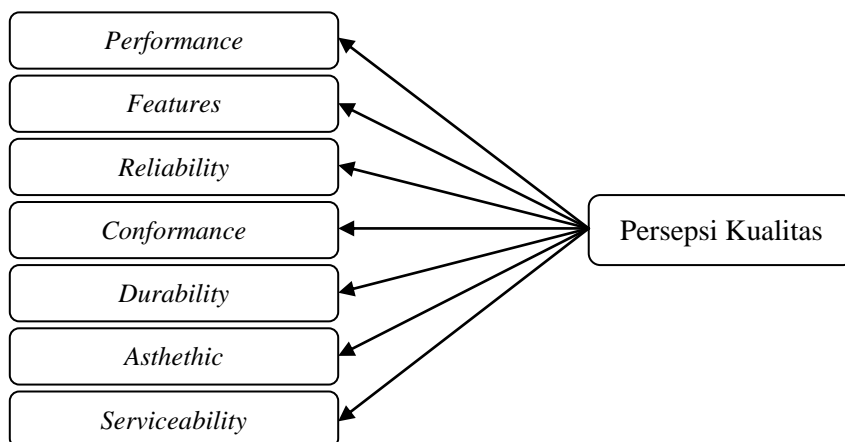 Performance
Features
Reliability
Conformance
Durability
Asthethic
Serviceability
Persepsi Kualitas